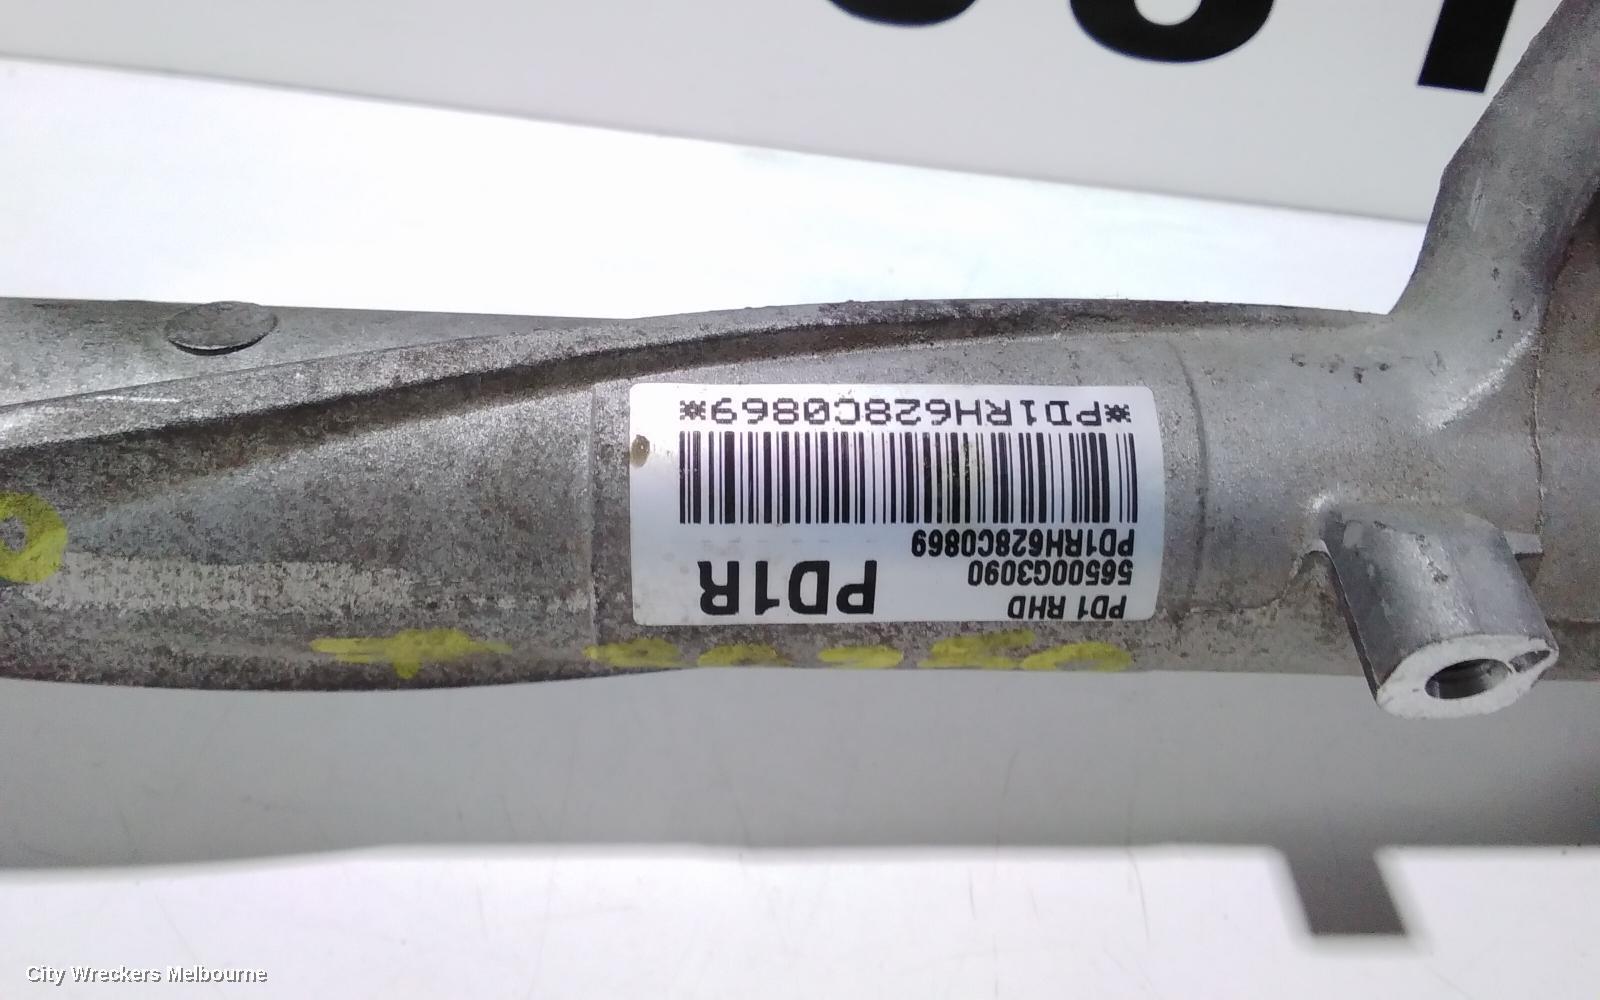 PD1 RHD
56500G3090
PD1R
PD1RH628C0869
*PD1RH628C0869*
City Wreckers Melbourne